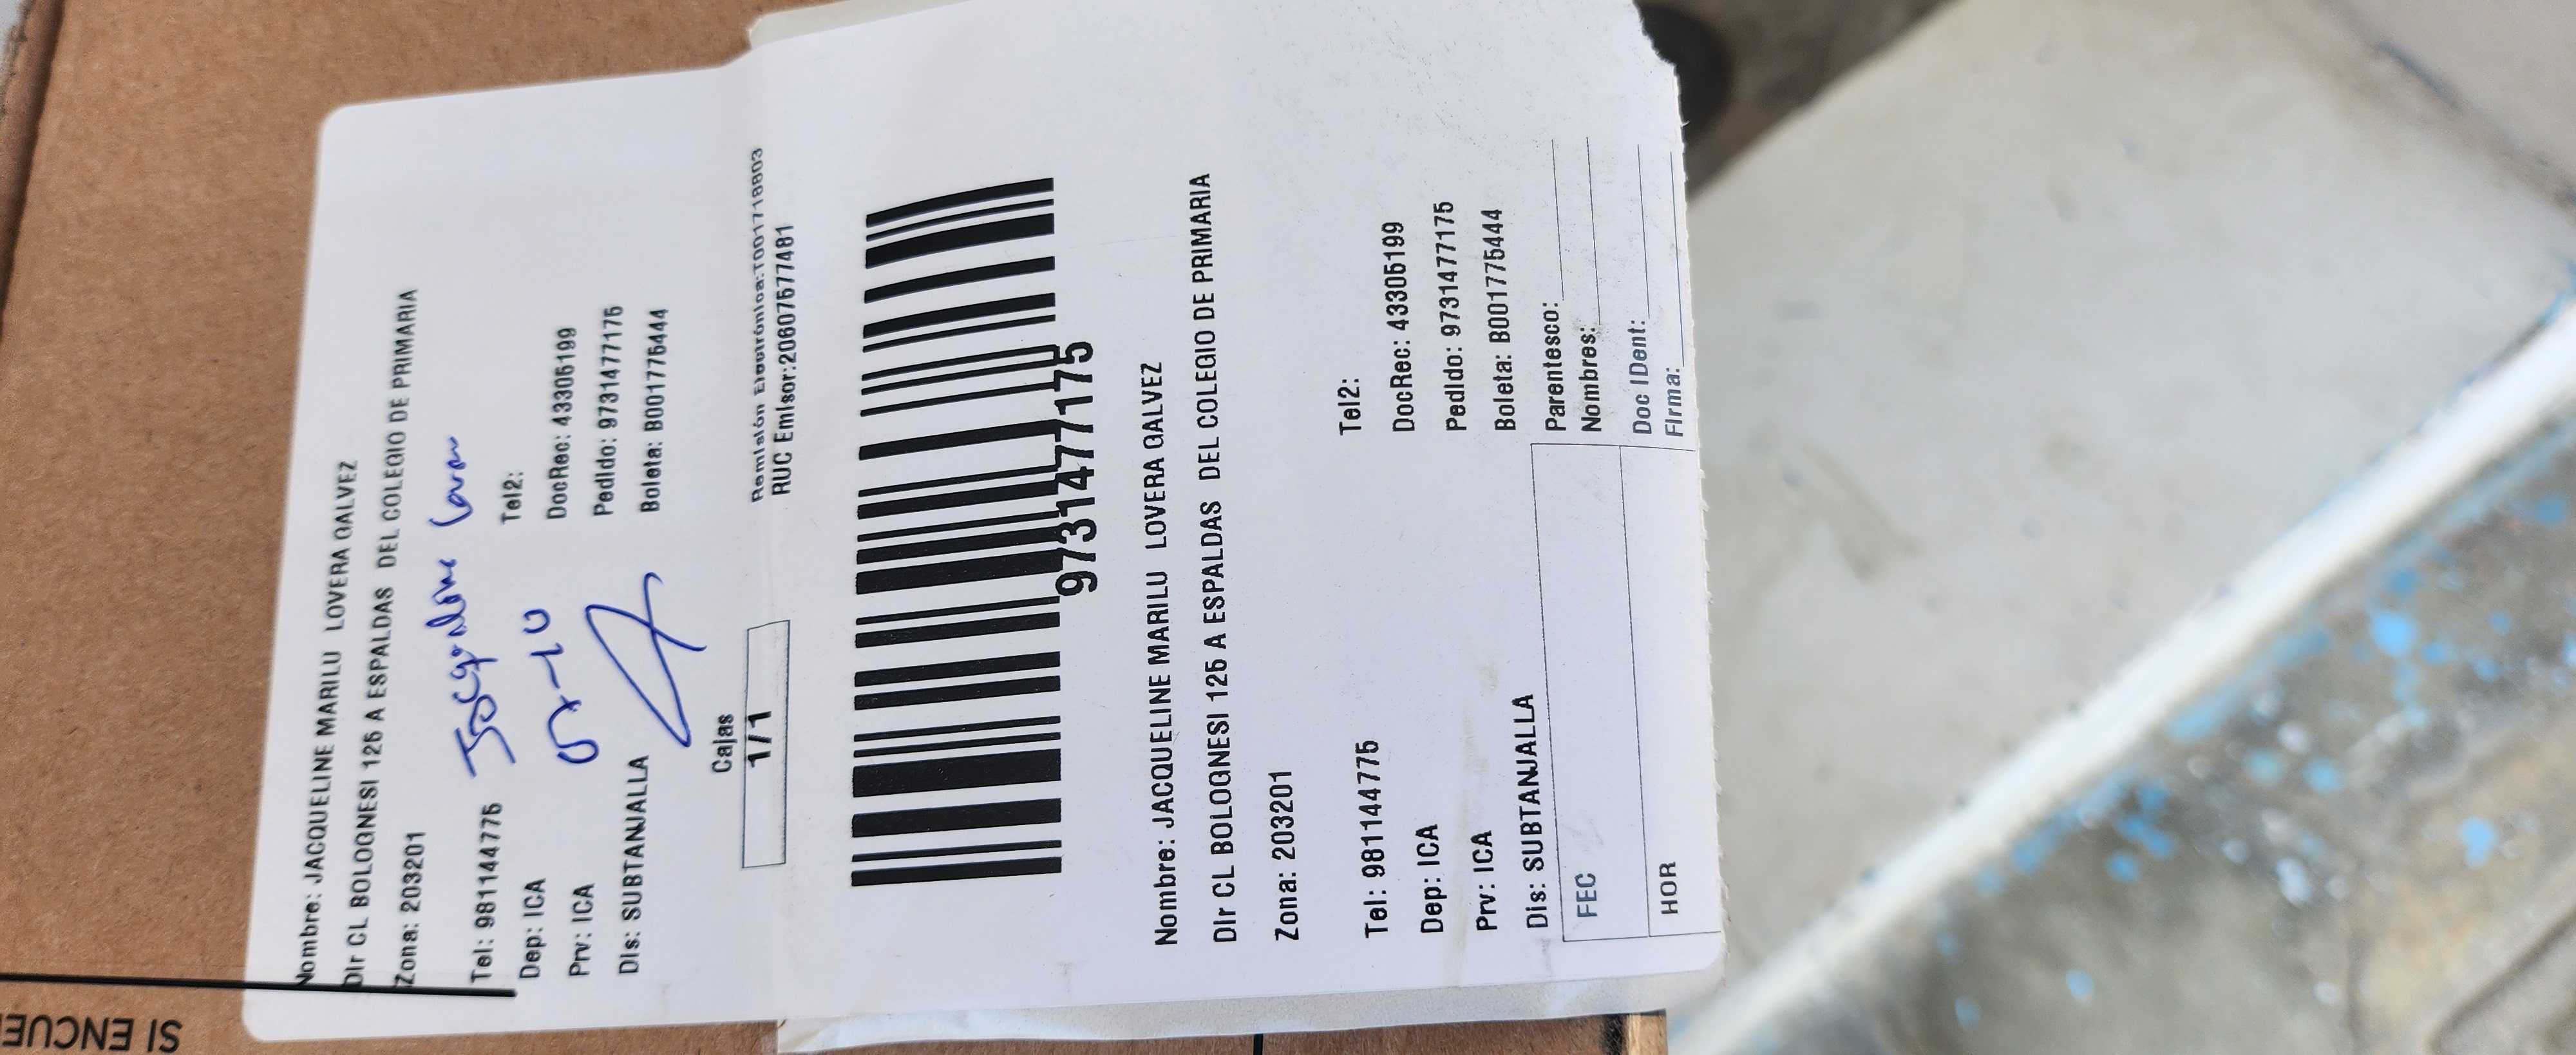 Nombre: JACQUELINE MARILU LOVERA GALVEZ
Dir CL BOLOGNESI 125 A ESPALDAS DEL COLEGIO DE PRIMARIA
Zona: 203201
Tel: 981144775
Tel2:
Dep: ICA
DocRec: 43305199
Prv: ICA
Pedido: 9731477175
Dis: SUBTANJALLA
Boleta: B001775444
Cajas
1/1
Remisión Electrónica:T001718803
RUC Emisor:20607577481
9731477175
Nombre: JACQUELINE MARILU LOVERA GALVEZ
Dir CL BOLOGNESI 125 A ESPALDAS DEL COLEGIO DE PRIMARIA
Zona: 203201
Tel: 981144775
Tel2:
Dep: ICA
DocRec: 43305199
Prv: ICA
Pedido: 9731477175
Dis: SUBTANJALLA
Boleta: B001775444
FEC
Parentesco:
Nombres:
HOR
Doc IDent:
Firma:
SI ENCUE